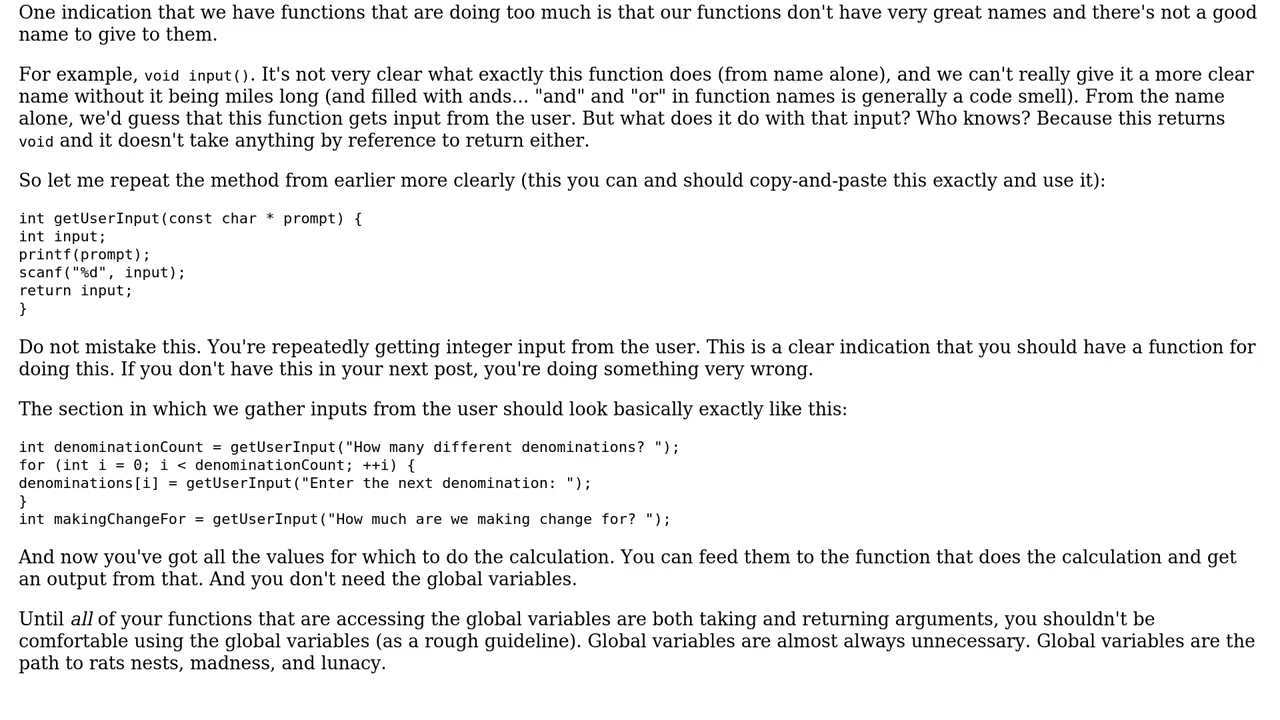 One indication that we have functions that are doing too much is that our functions don't have very great names and there's not a good
name to give to them.
For example, void input(). It's not very clear what exactly this function does (from name alone), and we can't really give it a more clear
name without it being miles long (and filled with ands... "and" and "or" in function names is generally a code smell). From the name
alone, we'd guess that this function gets input from the user. But what does it do with that input? Who knows? Because this returns
void and it doesn't take anything by reference to return either.
So let me repeat the method from earlier more clearly (this you can and should copy-and-paste this exactly and use it):
int getUserInput(const char * prompt) {
int input;
printf(prompt);
scanf("%d", input);
return input;
}
Do not mistake this. You're repeatedly getting integer input from the user. This is a clear indication that you should have a function for
doing this. If you don't have this in your next post, you're doing something very wrong.
The section in which we gather inputs from the user should look basically exactly like this:
int denominationCount = getUserInput("How many different denominations? ");
for (int i = 0; i < denominationCount; ++i) {
denominations[i] = getUserInput("Enter the next denomination: ");
}
int makingChangeFor = getUserInput("How much are we making change for? ");
And now you've got all the values for which to do the calculation. You can feed them to the function that does the calculation and get
an output from that. And you don't need the global variables.
Until all of your functions that are accessing the global variables are both taking and returning arguments, you shouldn't be
comfortable using the global variables (as a rough guideline). Global variables are almost always unnecessary. Global variables are the
path to rats nests, madness, and lunacy.